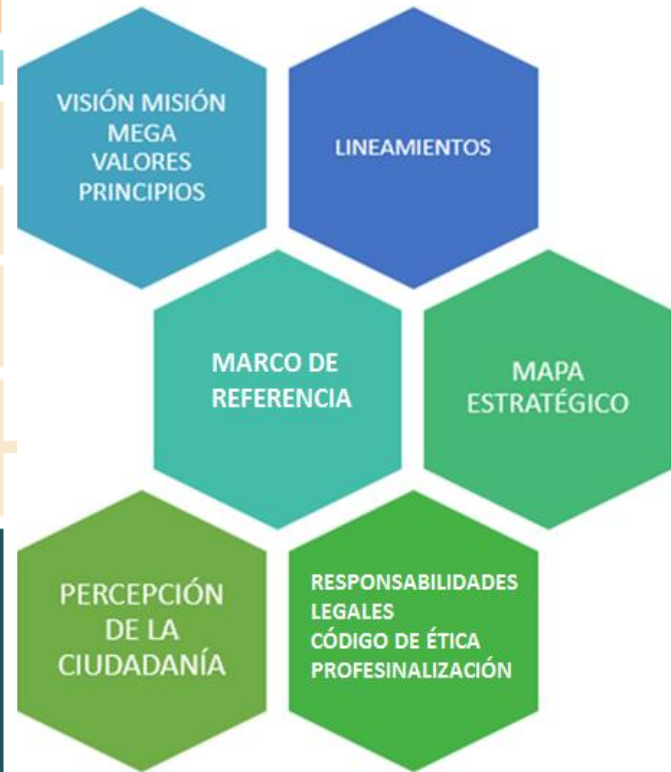 VISIÓN MISIÓN
MEGA
VALORES
PRINCIPIOS
LINEAMIENTOS
MARCO DE
REFERENCIA
MAPA
ESTRATÉGICO
PERCEPCIÓN
DE LA
CIUDADANÍA
RESPONSABILIDADES
LEGALES
CÓDIGO DE ÉTICA
PROFESINALIZACIÓN